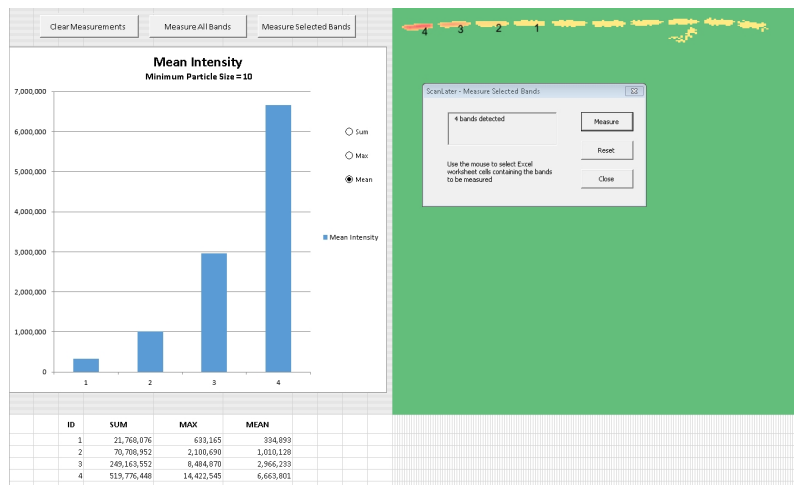 Clear Measurements
Measure All Bands
Measure Selected Bands
Mean Intensity
Minimum Particle Size = 10
7,000,000
6,000,000
5,000,000
4,000,000
3,000,000
2,000,000
1,000,000
0
1 2 3 4
Sum
Max
Mean
Mean Intensity
4 3 2 1
ScanLater - Measure Selected Bands
4 bands detected
Measure
Reset
Close
Use the mouse to select Excel
worksheet cells containing the bands
to be measured
ID SUM MAX MEAN
1 21,768,076 633,165 334,893
2 70,708,952 2,100,690 1,010,128
3 249,163,552 8,484,870 2,966,233
4 519,776,448 14,422,545 6,663,801